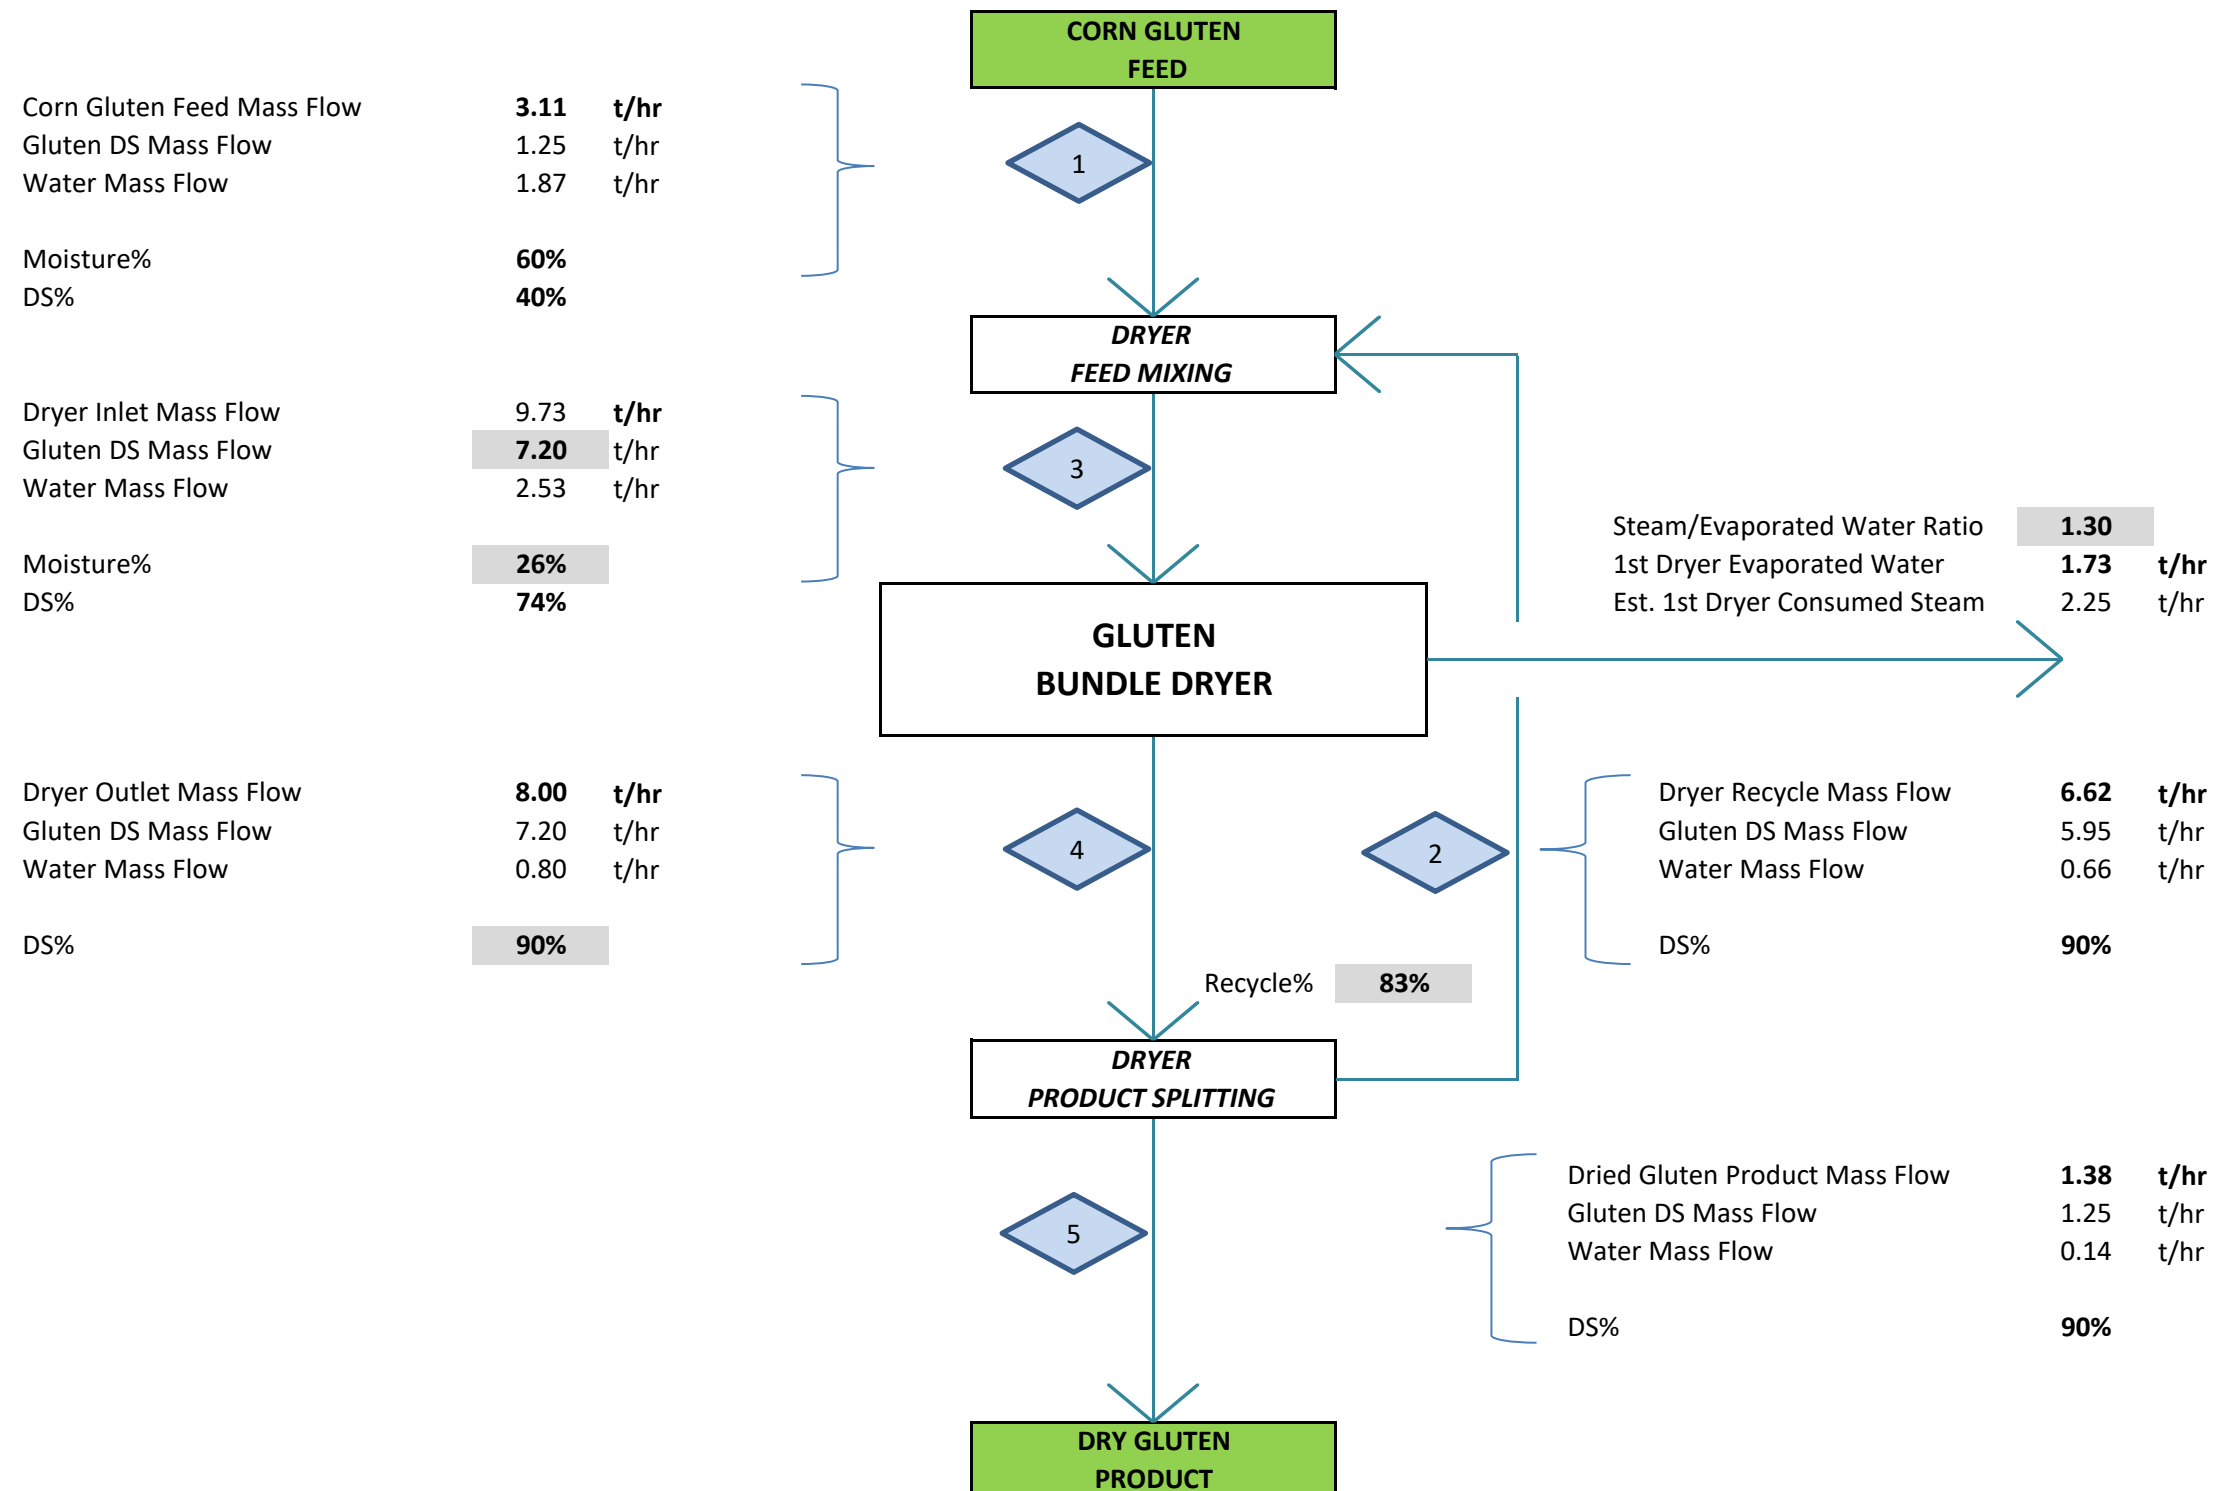 CORN GLUTEN
FEED
Corn Gluten Feed Mass Flow 3.11 t/hr
Gluten DS Mass Flow 1.25 t/hr
Water Mass Flow 1.87 t/hr
1
Moisture% 60%
DS% 40%
DRYER
FEED MIXING
Dryer Inlet Mass Flow 9.73 t/hr
Gluten DS Mass Flow 7.20 t/hr
Water Mass Flow 2.53 t/hr
3
Moisture% 26%
DS% 74%
Steam/Evaporated Water Ratio 1.30
1st Dryer Evaporated Water 1.73 t/hr
Est. 1st Dryer Consumed Steam 2.25 t/hr
GLUTEN
BUNDLE DRYER
Dryer Outlet Mass Flow 8.00 t/hr
Gluten DS Mass Flow 7.20 t/hr
Water Mass Flow 0.80 t/hr
DS% 90%
4
2
Dryer Recycle Mass Flow 6.62 t/hr
Gluten DS Mass Flow 5.95 t/hr
Water Mass Flow 0.66 t/hr
DS% 90%
Recycle% 83%
DRYER
PRODUCT SPLITTING
5
Dried Gluten Product Mass Flow 1.38 t/hr
Gluten DS Mass Flow 1.25 t/hr
Water Mass Flow 0.14 t/hr
DS% 90%
DRY GLUTEN
PRODUCT